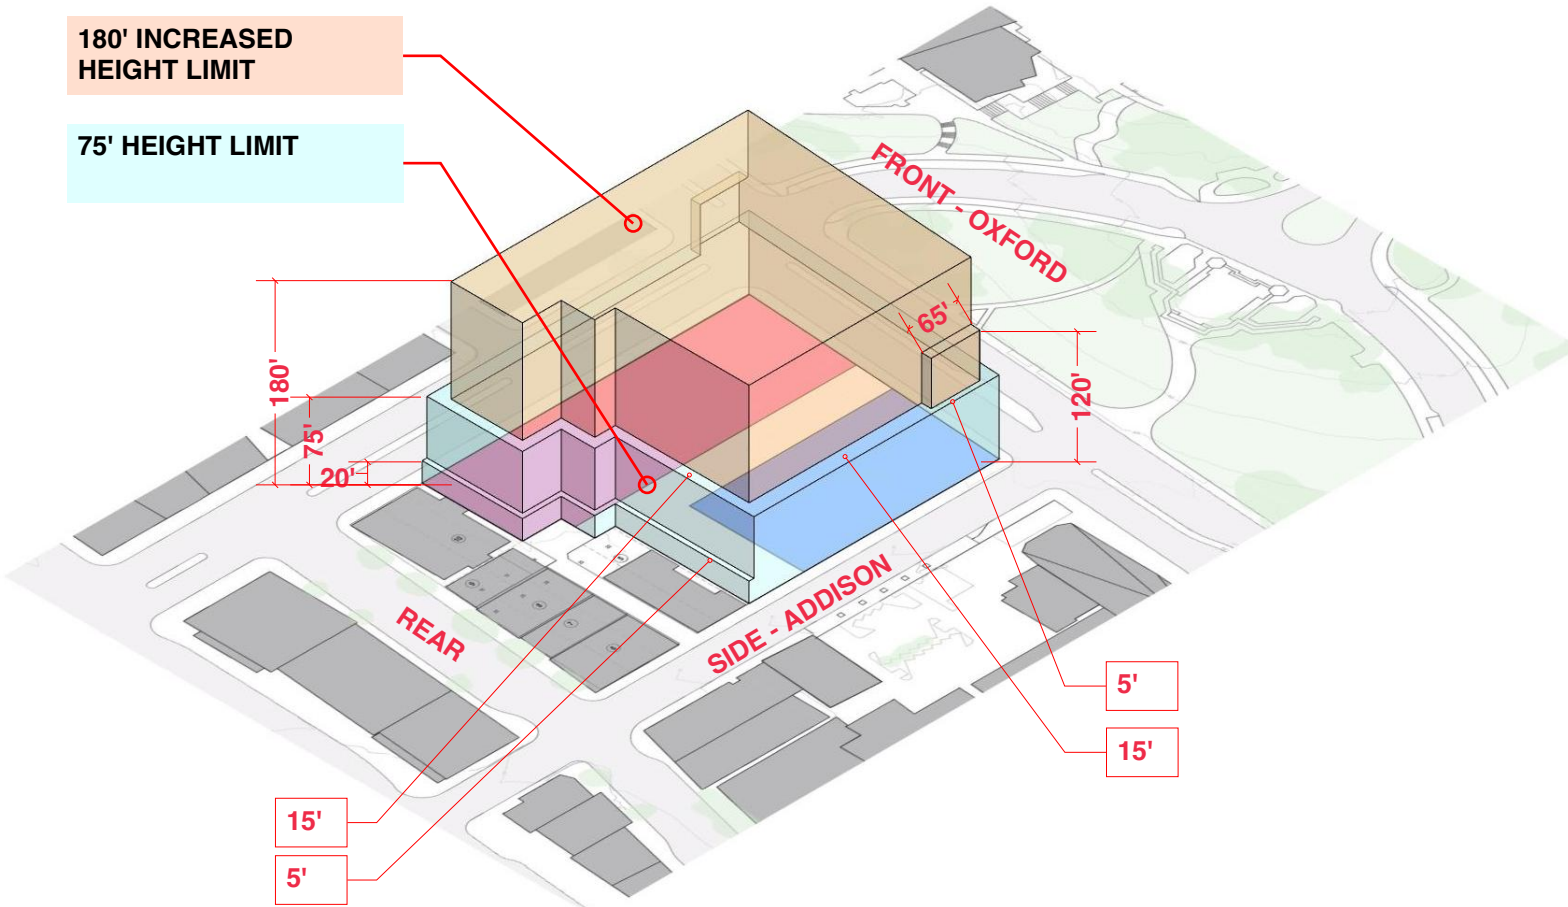 180' INCREASED
HEIGHT LIMIT
75' HEIGHT LIMIT
FRONT - OXFORD
65'
180'
75'
20'
120'
REAR
SIDE - ADDISON
5'
15'
15'
5'